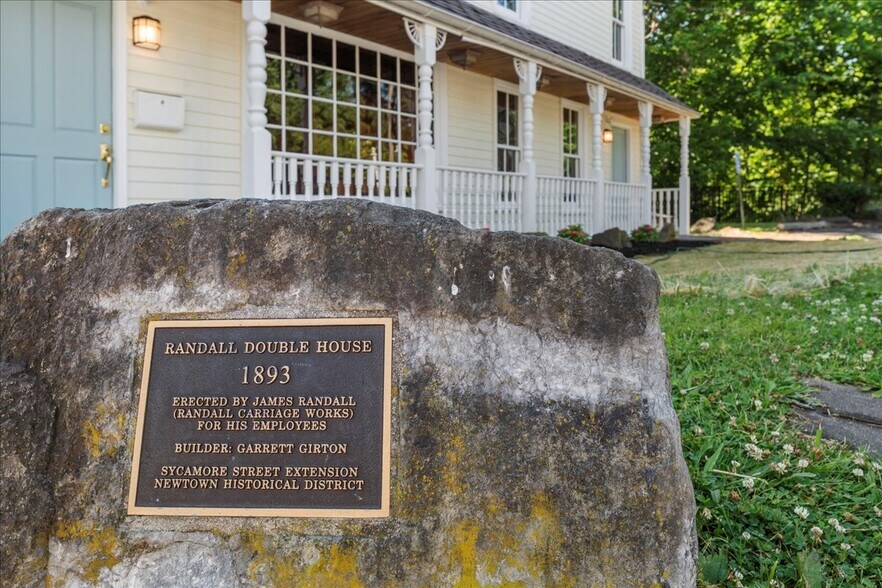 RANDALL DOUBLE HOUSE
1893
ERECTED BY JAMES RANDALL
(RANDALL CARRIAGE WORKS)
FOR HIS EMPLOYEES
BUILDER: GARRETT GIRTON
SYCAMORE STREET EXTENSION
NEWTOWN HISTORICAL DISTRICT